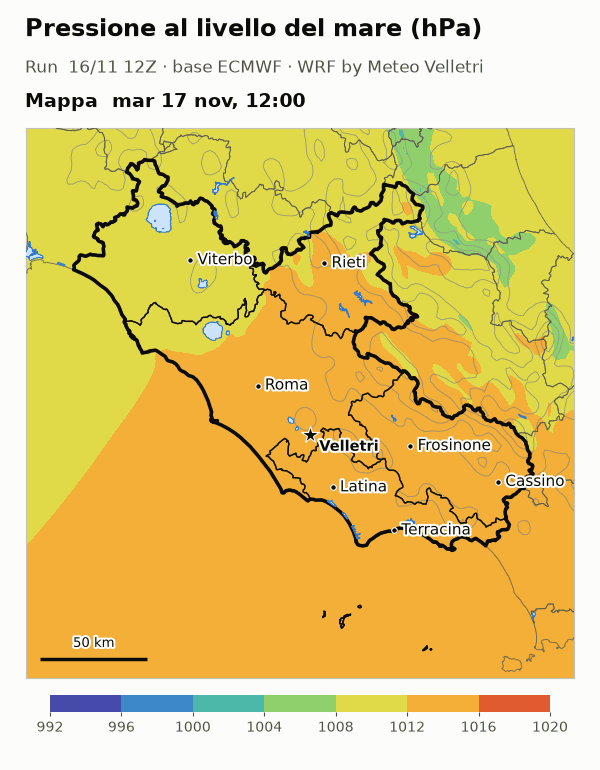 Pressione al livello del mare (hPa)
Run  16/11 12Z · base ECMWF · WRF by Meteo Velletri
Mappa  mar 17 nov, 12:00
Viterbo
Rieti
Roma
Velletri
Frosinone
Latina
Cassino
Terracina
50 km
992 996 1000 1004 1008 1012 1016 1020